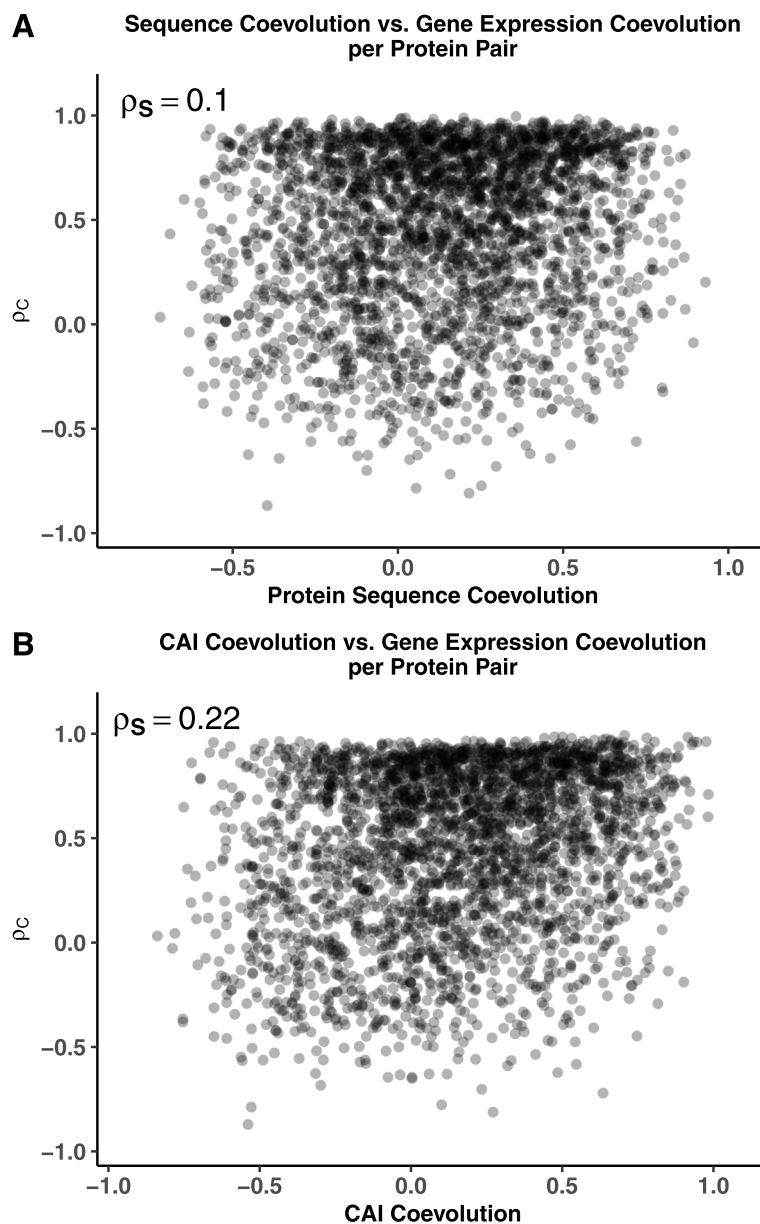 A
Sequence Coevolution vs. Gene Expression Coevolution
per Protein Pair
ρS = 0.1
1.0
0.5
0.0
−0.5
−1.0
ρC
−0.5
0.0
0.5
1.0
Protein Sequence Coevolution
B
CAI Coevolution vs. Gene Expression Coevolution
per Protein Pair
ρS = 0.22
1.0
0.5
0.0
−0.5
−1.0
ρC
−1.0
−0.5
0.0
0.5
1.0
CAI Coevolution